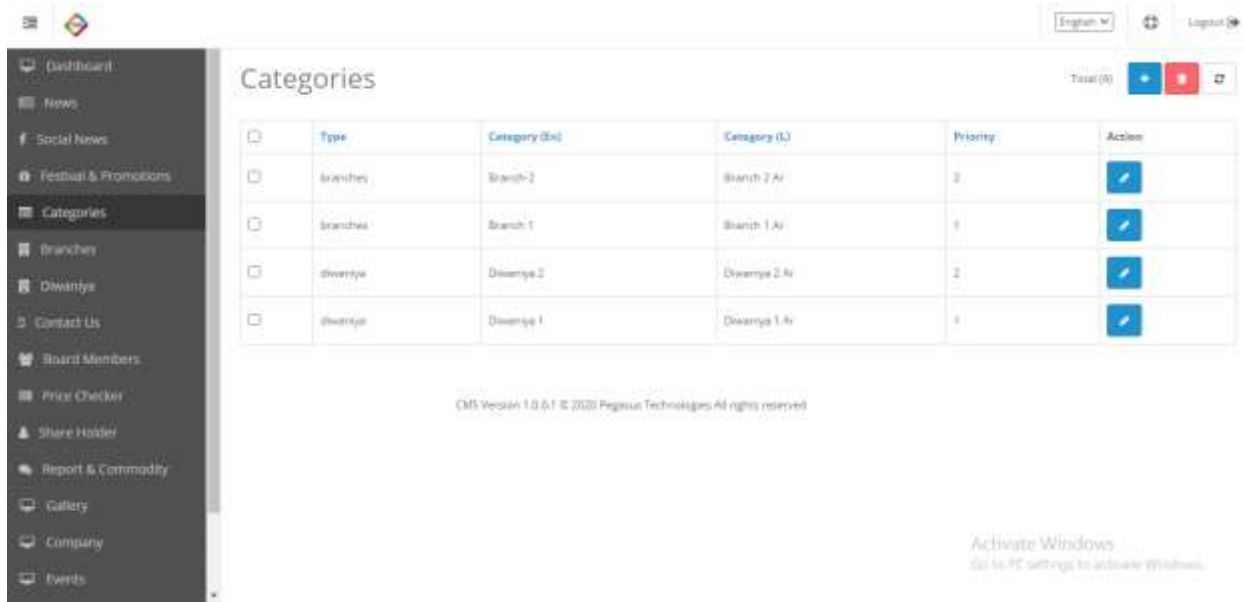 English
Logout
Dashboard
News
Social News
Festival & Promotions
Categories
Branches
Diwaniya
Contact Us
Board Members
Price Checker
Share Holder
Report & Commodity
Gallery
Company
Events
Categories
Total (4)
Type Category (En) Category (L) Priority Action
branches Branch-2 Branch 2 Ar 2
branches Branch 1 Branch 1 Ar 1
diwaniya Diwaniya 2 Diwaniya 2 Ar 2
diwaniya Diwaniya 1 Diwaniya 1 Ar 1
CMS Version 1.0.0.1 © 2020 Pegasus Technologies All rights reserved
Activate Windows
Go to PC settings to activate Windows.